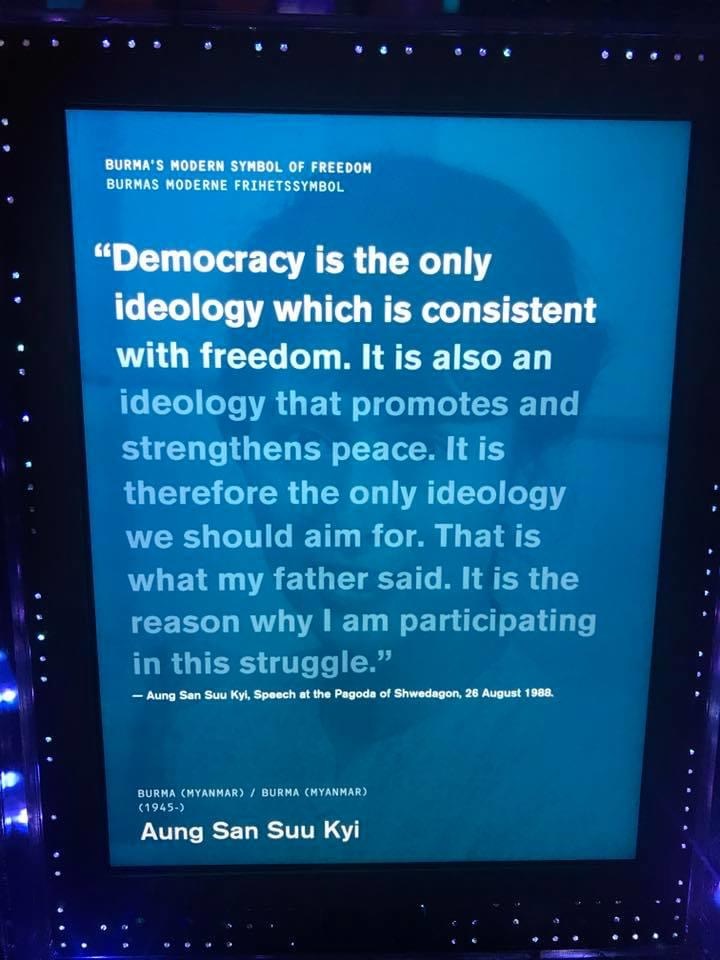 BURMA'S MODERN SYMBOL OF FREEDOM
BURMAS MODERNE FRIHETSSYMBOL
“Democracy is the only
ideology which is consistent
with freedom. It is also an
ideology that promotes and
strengthens peace. It is
therefore the only ideology
we should aim for. That is
what my father said. It is the
reason why I am participating
in this struggle.”
— Aung San Suu Kyi, Speech at the Pagoda of Shwedagon, 26 August 1988.
BURMA (MYANMAR) / BURMA (MYANMAR)
(1945-)
Aung San Suu Kyi